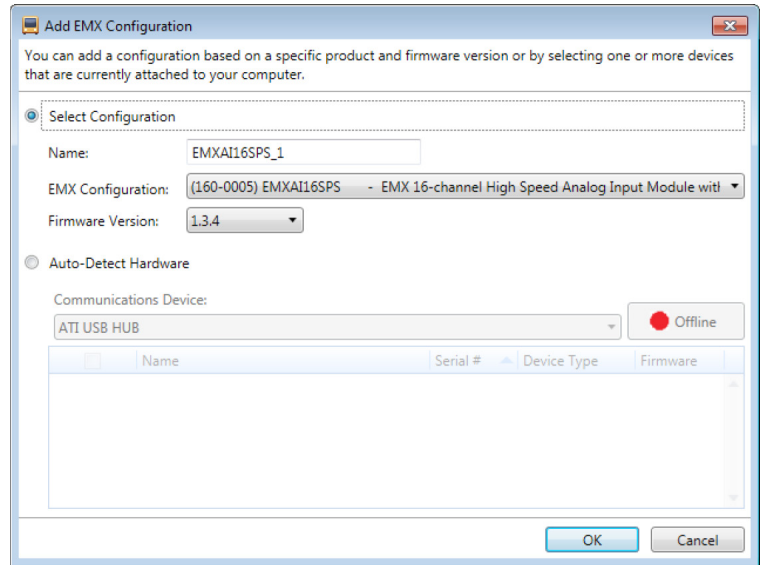 Add EMX Configuration
You can add a configuration based on a specific product and firmware version or by selecting one or more devices
that are currently attached to your computer.
Select Configuration
Name: EMXAI16SPS_1
EMX Configuration: (160-0005) EMXAI16SPS - EMX 16-channel High Speed Analog Input Module with
Firmware Version: 1.3.4
Auto-Detect Hardware
Communications Device:
ATI USB HUB
Offline
Name Serial # Device Type Firmware
OK Cancel